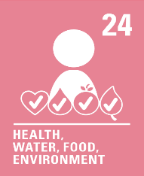 24
HEALTH,
WATER, FOOD,
ENVIRONMENT